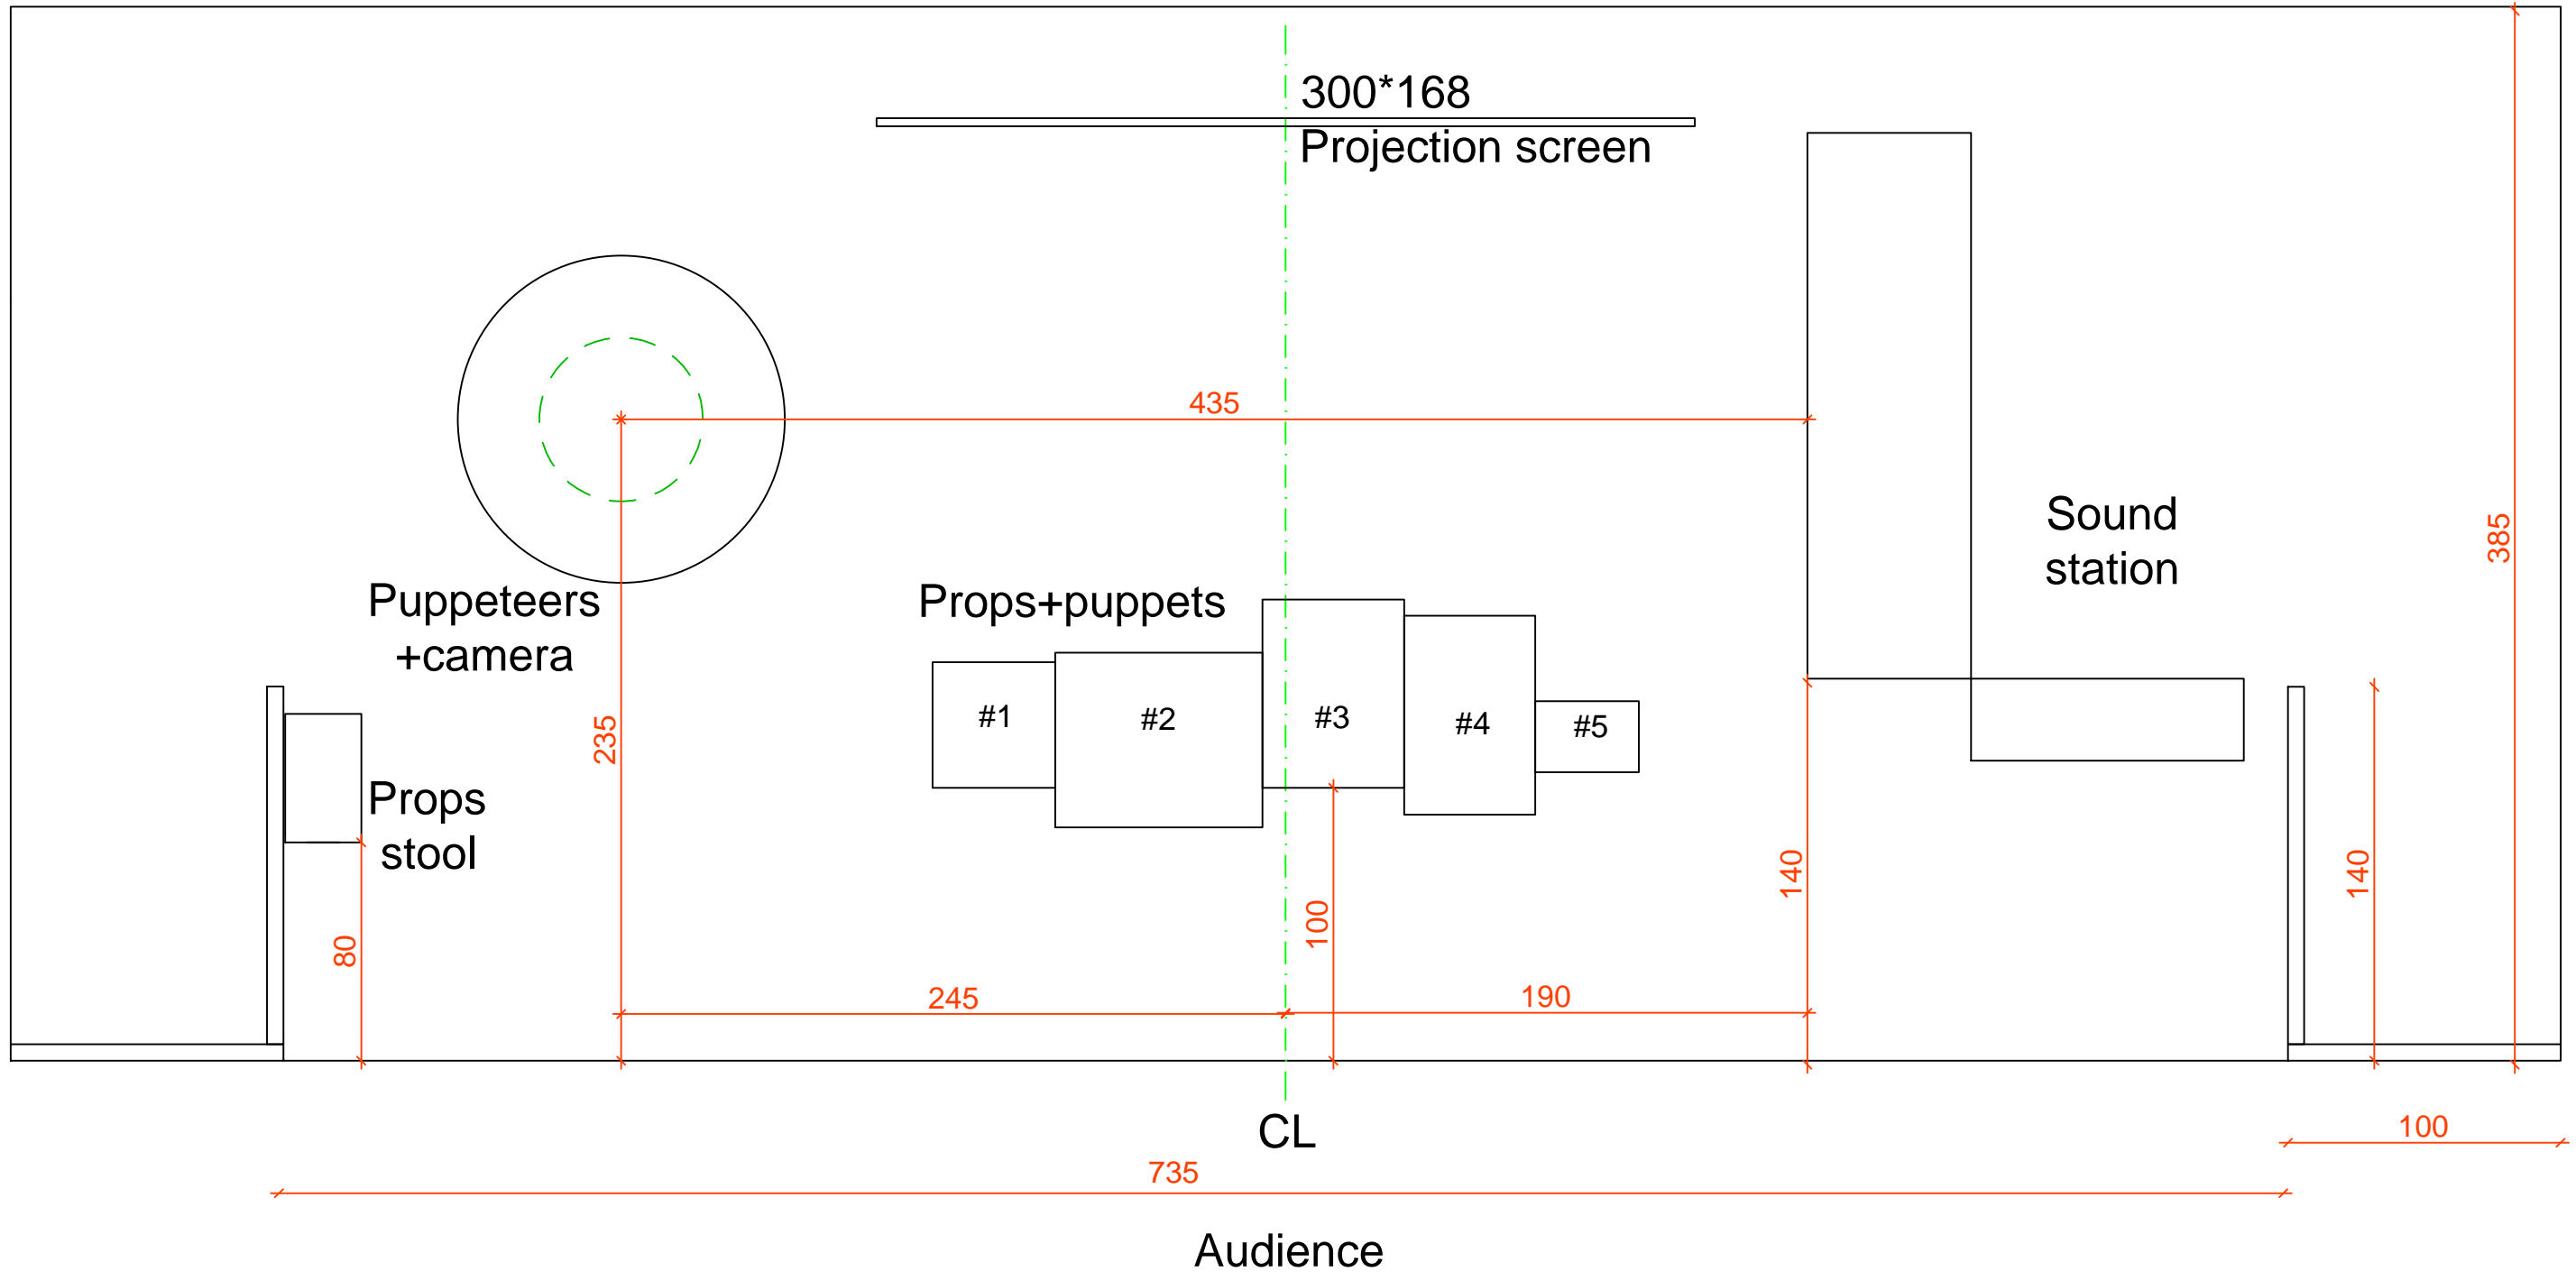 300*168
Projection screen
435
Sound
station
385
Puppeteers
+camera
Props+puppets
#1
#2
#3
#4
#5
235
Props
stool
80
100
140
140
245
190
CL
100
735
Audience